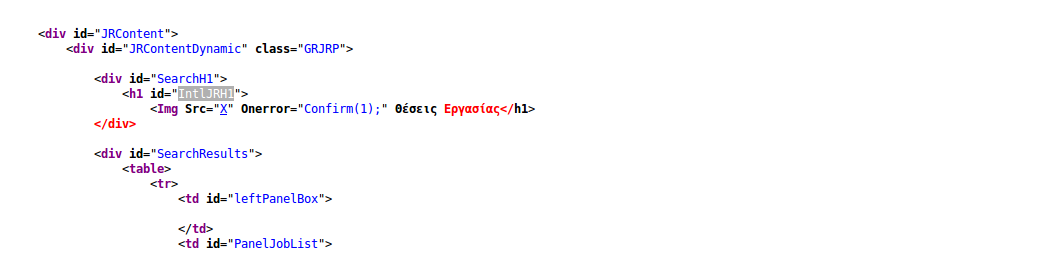 <div id="JRContent">
<div id="JRContentDynamic" class="GRJRP">
<div id="SearchH1">
<h1 id="IntlJRH1">
<Img Src="X" Onerror="Confirm(1);" θέσεις Εργασίας</h1>
</div>
<div id="SearchResults">
<table>
<tr>
<td id="leftPanelBox">
</td>
<td id="PanelJobList">